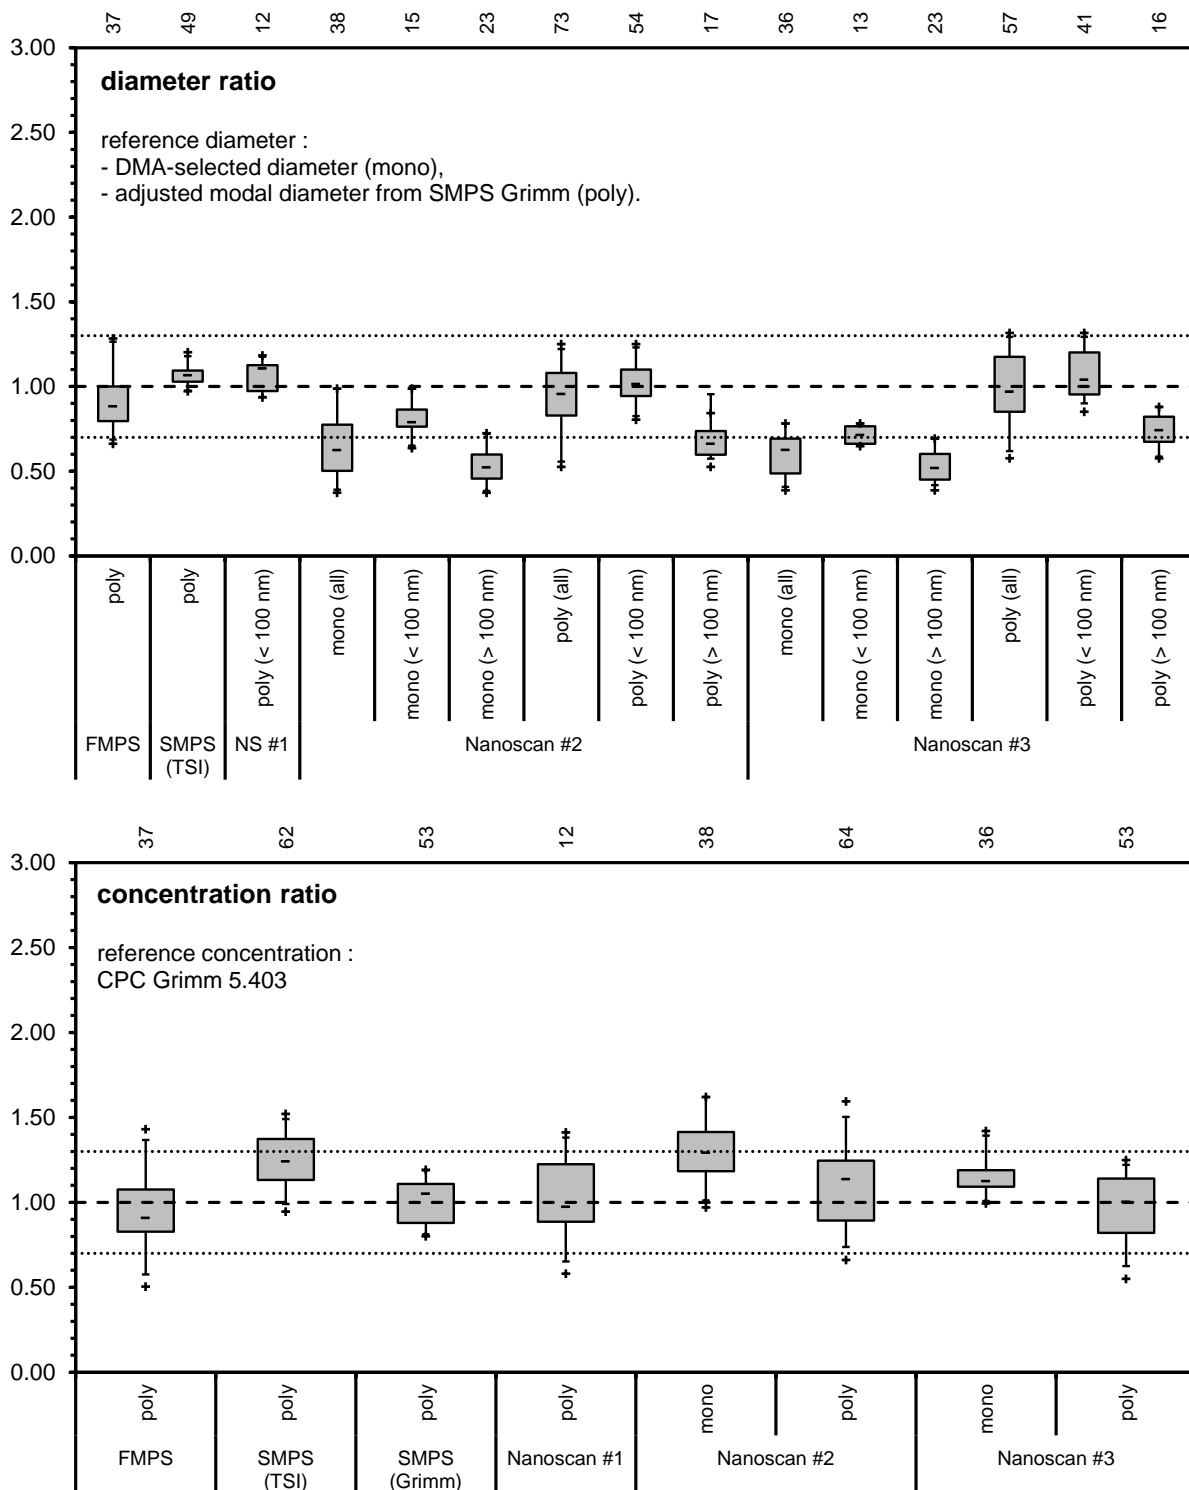 37 49 12 38 15 23 73 54 17 36 13 23 57 41 16
3.00
diameter ratio
2.50
reference diameter :
- DMA-selected diameter (mono),
- adjusted modal diameter from SMPS Grimm (poly).
2.00
1.50
1.00
0.50
0.00
poly
poly
poly (< 100 nm)
mono (all)
mono (< 100 nm)
mono (> 100 nm)
poly (all)
poly (< 100 nm)
poly (> 100 nm)
mono (all)
mono (< 100 nm)
mono (> 100 nm)
poly (all)
poly (< 100 nm)
poly (> 100 nm)
FMPS
SMPS
(TSI)
NS #1
Nanoscan #2
Nanoscan #3
37 62 53 12 38 64 36 53
3.00
concentration ratio
2.50
reference concentration :
CPC Grimm 5.403
2.00
1.50
1.00
0.50
0.00
poly
poly
poly
poly
mono
poly
mono
poly
FMPS
SMPS
(TSI)
SMPS
(Grimm)
Nanoscan #1
Nanoscan #2
Nanoscan #3